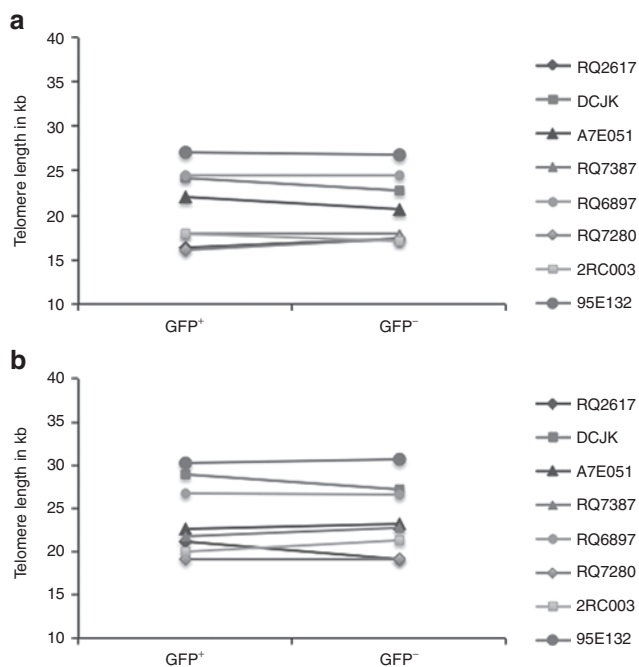 a
Telomere length in kb
40
35
30
25
20
15
10
GFP⁺
GFP⁻
RQ2617
DCJK
A7E051
RQ7387
RQ6897
RQ7280
2RC003
95E132
b
Telomere length in kb
40
35
30
25
20
15
10
GFP⁺
GFP⁻
RQ2617
DCJK
A7E051
RQ7387
RQ6897
RQ7280
2RC003
95E132